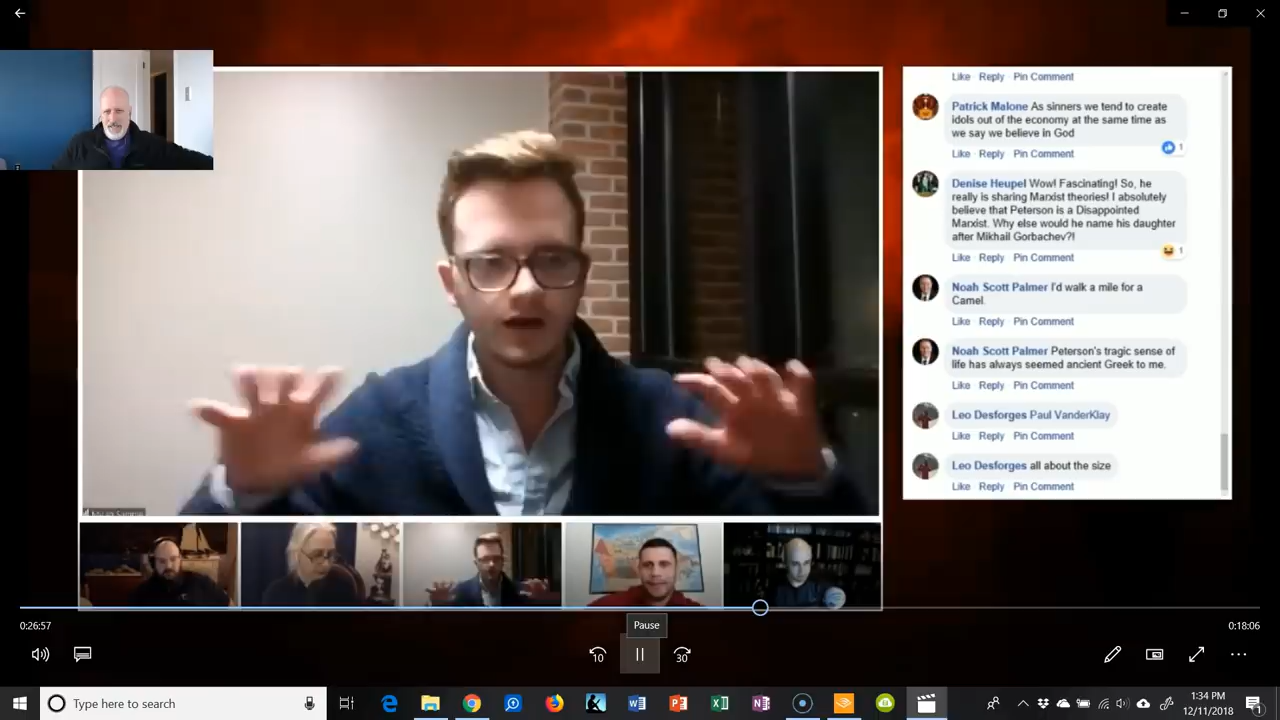 Like Reply Pin Comment
Patrick Malone As sinners we tend to create
idols out of the economy at the same time as
we say we believe in God
Like Reply Pin Comment
1
Denise Heupel Wow! Fascinating! So, he
really is sharing Marxist theories! I absolutely
believe that Peterson is a Disappointed
Marxist. Why else would he name his daughter
after Mikhail Gorbachev?!
1
Like Reply Pin Comment
Noah Scott Palmer I'd walk a mile for a
Camel.
Like Reply Pin Comment
Noah Scott Palmer Peterson's tragic sense of
life has always seemed ancient Greek to me.
Like Reply Pin Comment
Leo Desforges Paul VanderKlay
Like Reply Pin Comment
Leo Desforges all about the size
Like Reply Pin Comment
0:26:57
Pause
0:18:06
10
30
Type here to search
1:34 PM
12/11/2018
1